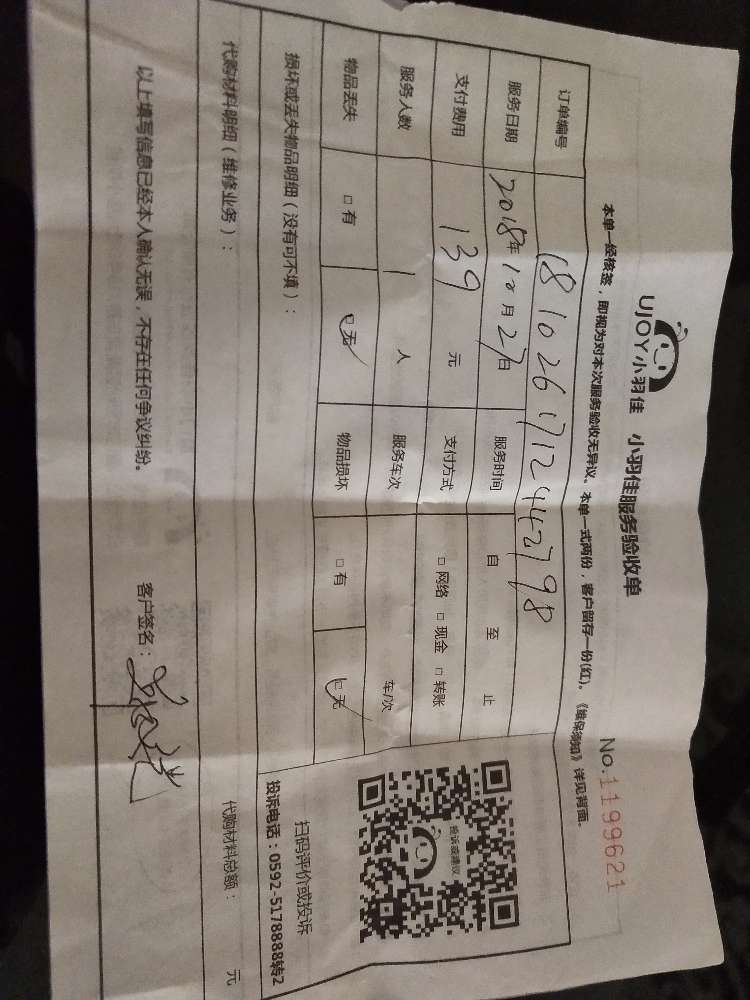 UJOY小羽佳 小羽佳服务验收单
No.1199621
本单一经核签，即视为对本次服务验收无异议。本单一式两份，客户留存一份(红)。《维保须知》详见背面。
订单编号 1810261712442798
服务日期 2018年10月27日 服务时间 自 至 止
支付费用 139 元 支付方式 □网络 □现金 □转账
服务人数 1 人 服务车次 车/次
物品丢失 □有 □无✓ 物品损坏 □有 □无✓
投诉或建议
扫码评价或投诉
投诉电话：0592-5178888转2
损坏或丢失物品明细（没有可不填）：
代购材料明细（维修业务）： 代购材料总额： 元
以上填写信息已经本人确认无误，不存在任何争议纠纷。 客户签名：